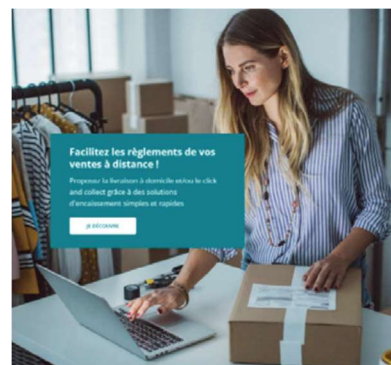 Facilitez les règlements de vos
ventes à distance !
Proposer la livraison à domicile et/ou le click
and collect grâce à des solutions
d'encaissement simples et rapides
JE DÉCOUVRE